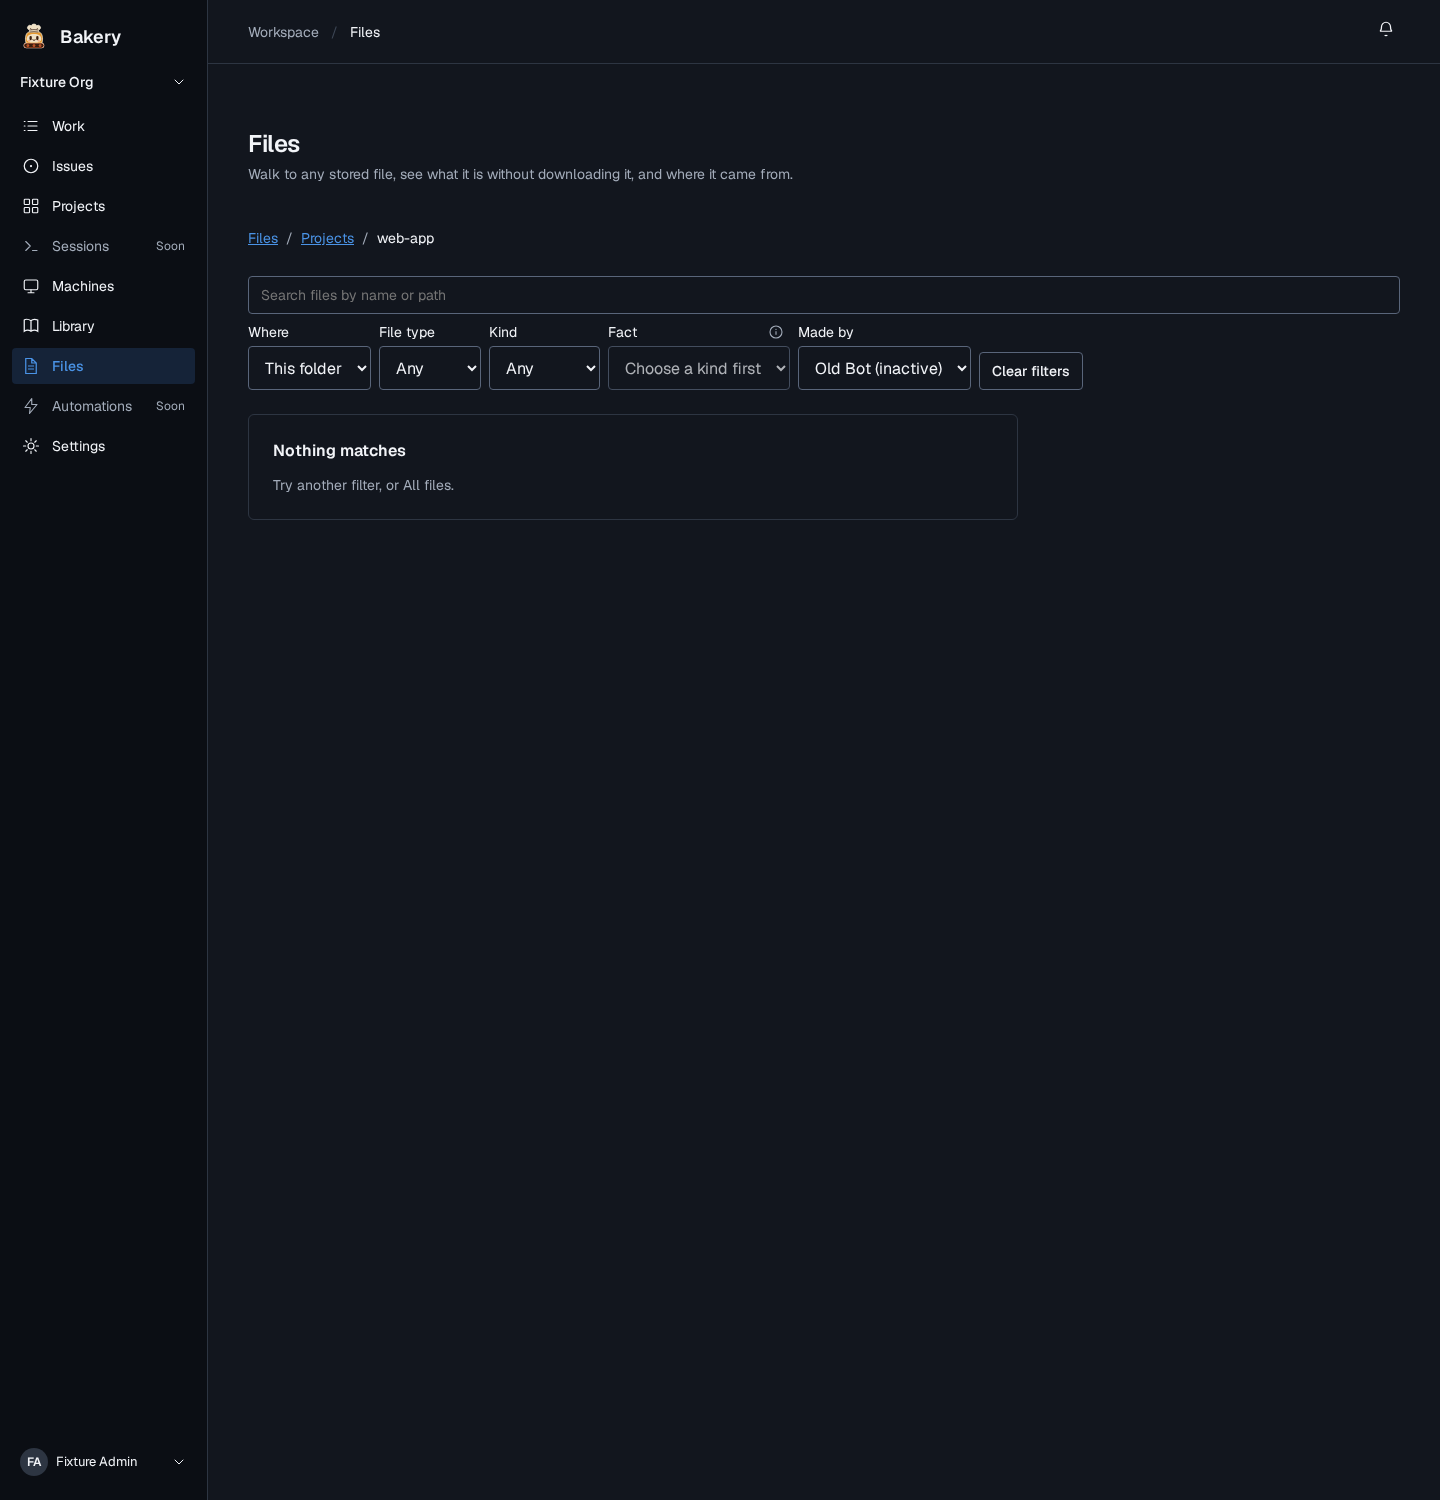 Bakery
Fixture Org
Work
Issues
Projects
Sessions Soon
Machines
Library
Files
Automations Soon
Settings
FA Fixture Admin
Workspace / Files
Files
Walk to any stored file, see what it is without downloading it, and where it came from.
Files / Projects / web-app
Search files by name or path
Where File type Kind Fact Made by
This folder Any Any Choose a kind first Old Bot (inactive) Clear filters
Nothing matches
Try another filter, or All files.